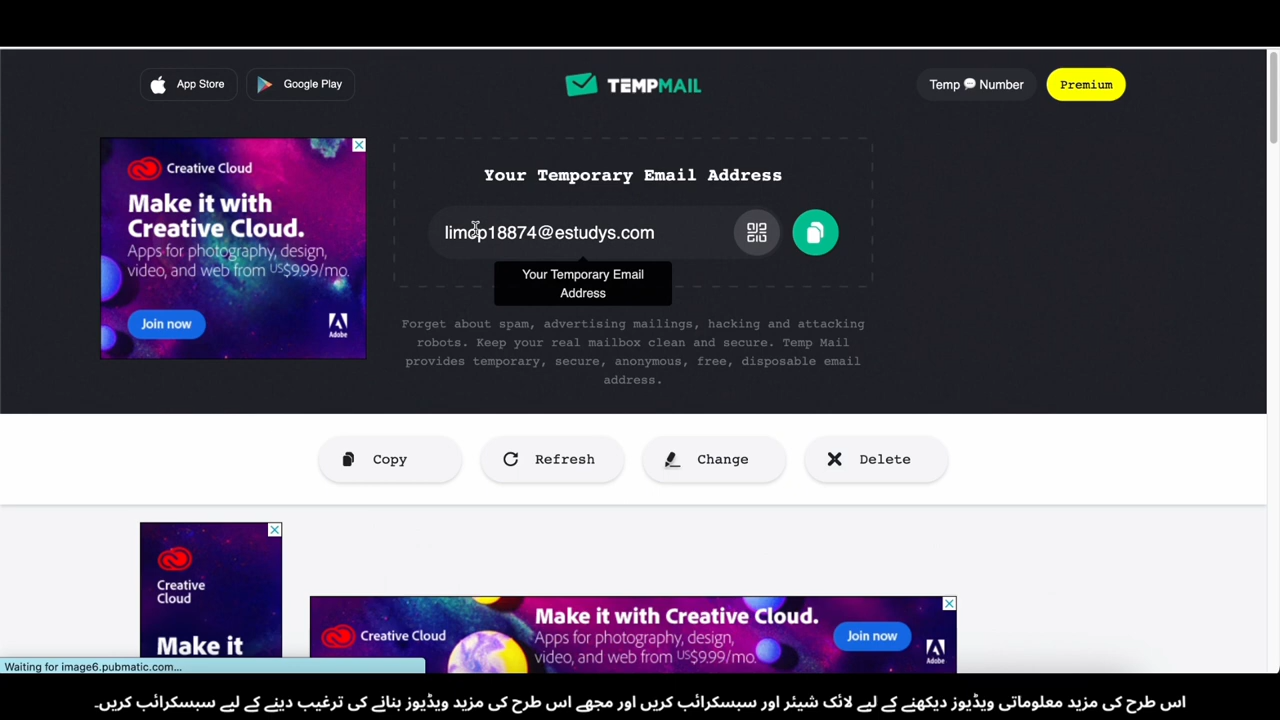 App Store
Google Play
TEMPMAIL
Temp Number
Premium
Creative Cloud
Make it with
Creative Cloud.
Apps for photography, design,
video, and web from US$9.99/mo.
Join now
Adobe
Your Temporary Email Address
@estudys.com
Your Temporary Email
Address
Forget about spam, advertising mailings, hacking and attacking
robots. Keep your real mailbox clean and secure. Temp Mail
provides temporary, secure, anonymous, free, disposable email
address.
Copy
Refresh
Change
Delete
Creative
Cloud
Make it
Creative Cloud
Make it with Creative Cloud.
Apps for photography, design,
video, and web from US$9.99/mo.
Join now
Adobe
Waiting for image6.pubmatic.com...
اس طرح کی مزید معلوماتی ویڈیوز دیکھنے کے لیے لائک شیئر اور سبسکرائب کریں اور مجھے اس طرح کی مزید ویڈیوز بنانے کی ترغیب دینے کے لیے سبسکرائب کریں۔